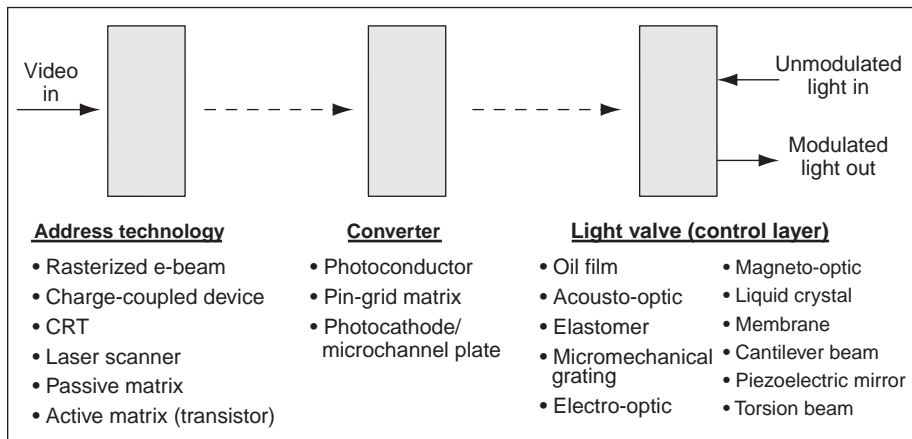 Video
in
Unmodulated
light in
Modulated
light out
Address technology
• Rasterized e-beam
• Charge-coupled device
• CRT
• Laser scanner
• Passive matrix
• Active matrix (transistor)
Converter
• Photoconductor
• Pin-grid matrix
• Photocathode/
microchannel plate
Light valve (control layer)
• Oil film
• Acousto-optic
• Elastomer
• Micromechanical
grating
• Electro-optic
• Magneto-optic
• Liquid crystal
• Membrane
• Cantilever beam
• Piezoelectric mirror
• Torsion beam